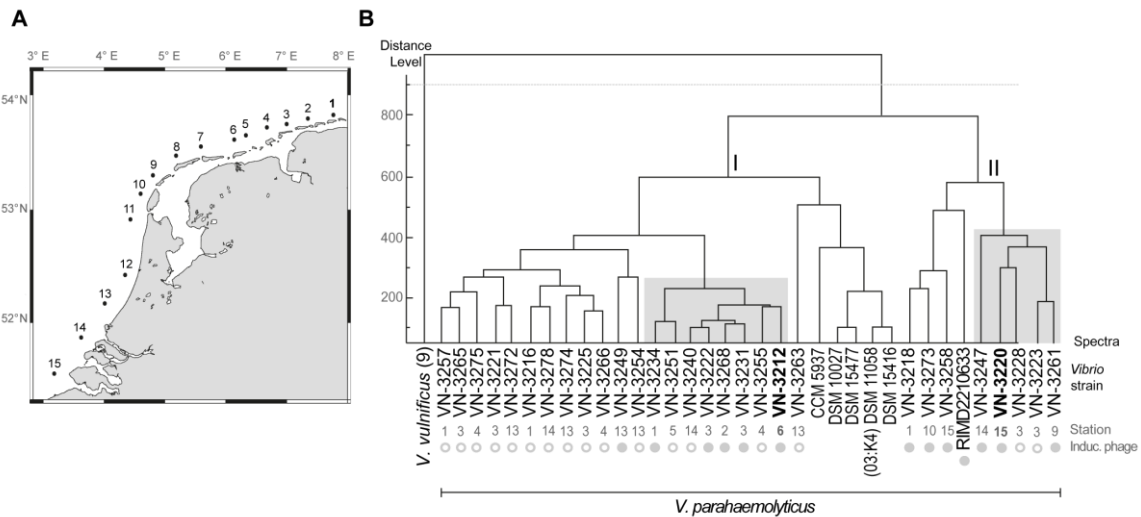 A
3° E 4° E 5° E 6° E 7° E 8° E
54°N
53°N
52°N
1
2
3
4
5
6
7
8
9
10
11
12
13
14
15
B
Distance
Level
800
600
400
200
I
II
Spectra
Vibrio
strain
V. vulnificus (9)
VN-3257
VN-3265
VN-3275
VN-3221
VN-3272
VN-3216
VN-3278
VN-3274
VN-3225
VN-3266
VN-3249
VN-3254
VN-3234
VN-3251
VN-3240
VN-3222
VN-3268
VN-3231
VN-3255
VN-3212
VN-3263
CCM 5937
DSM 10027
DSM 15477
(03:K4) DSM 11058
DSM 15416
VN-3218
VN-3273
VN-3258
RIMD2210633
VN-3247
VN-3220
VN-3228
VN-3223
VN-3261
1 3 4 3 13 1 14 13 3 4 13 13 1 5 14 3 2 3 4 6 13 1 10 15 14 15 3 3 9 Station
Induc. phage
V. parahaemolyticus